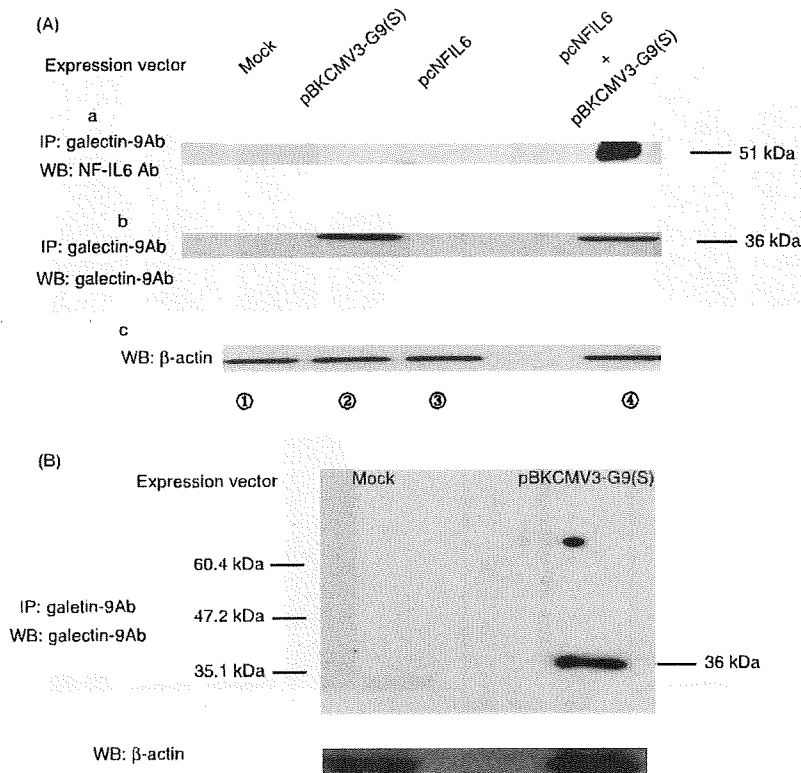 (A)
Expression vector
Mock
pBKCMV3-G9(S)
pcNFIL6
pcNFIL6
+
pBKCMV3-G9(S)
a
IP: galectin-9Ab
WB: NF-IL6 Ab
51 kDa
b
IP: galectin-9Ab
WB: galectin-9Ab
36 kDa
c
WB: β-actin
① ② ③ ④
(B)
Expression vector
Mock pBKCMV3-G9(S)
60.4 kDa
IP: galetin-9Ab
47.2 kDa
WB: galectin-9Ab
35.1 kDa
36 kDa
WB: β-actin